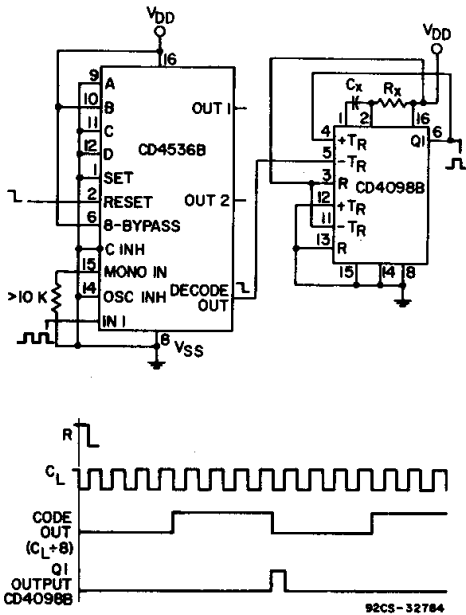 VDD
16
9 A
10 B
11 C
12 D
1 SET
2 RESET
6 8-BYPASS
C INH
15 MONO IN
14 OSC INH
IN 1
>10 K
CD4536B
OUT 1
OUT 2
DECODE
OUT
8 VSS
VDD
CX RX
1 2 16
4 +TR
5 -TR
3 R
12 +TR
11 -TR
13 R
Q1 6
CD4098B
15 14 8
R
CL
CODE
OUT
(CL÷8)
Q1
OUTPUT
CD4098B
92CS-32784